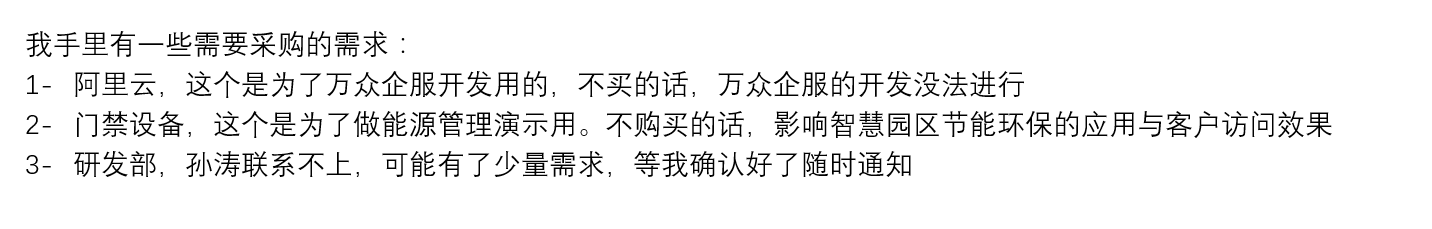 我手里有一些需要采购的需求：
1- 阿里云，这个是为了万众企服开发用的，不买的话，万众企服的开发没法进行
2- 门禁设备，这个是为了做能源管理演示用。不购买的话，影响智慧园区节能环保的应用与客户访问效果
3- 研发部，孙涛联系不上，可能有了少量需求，等我确认好了随时通知